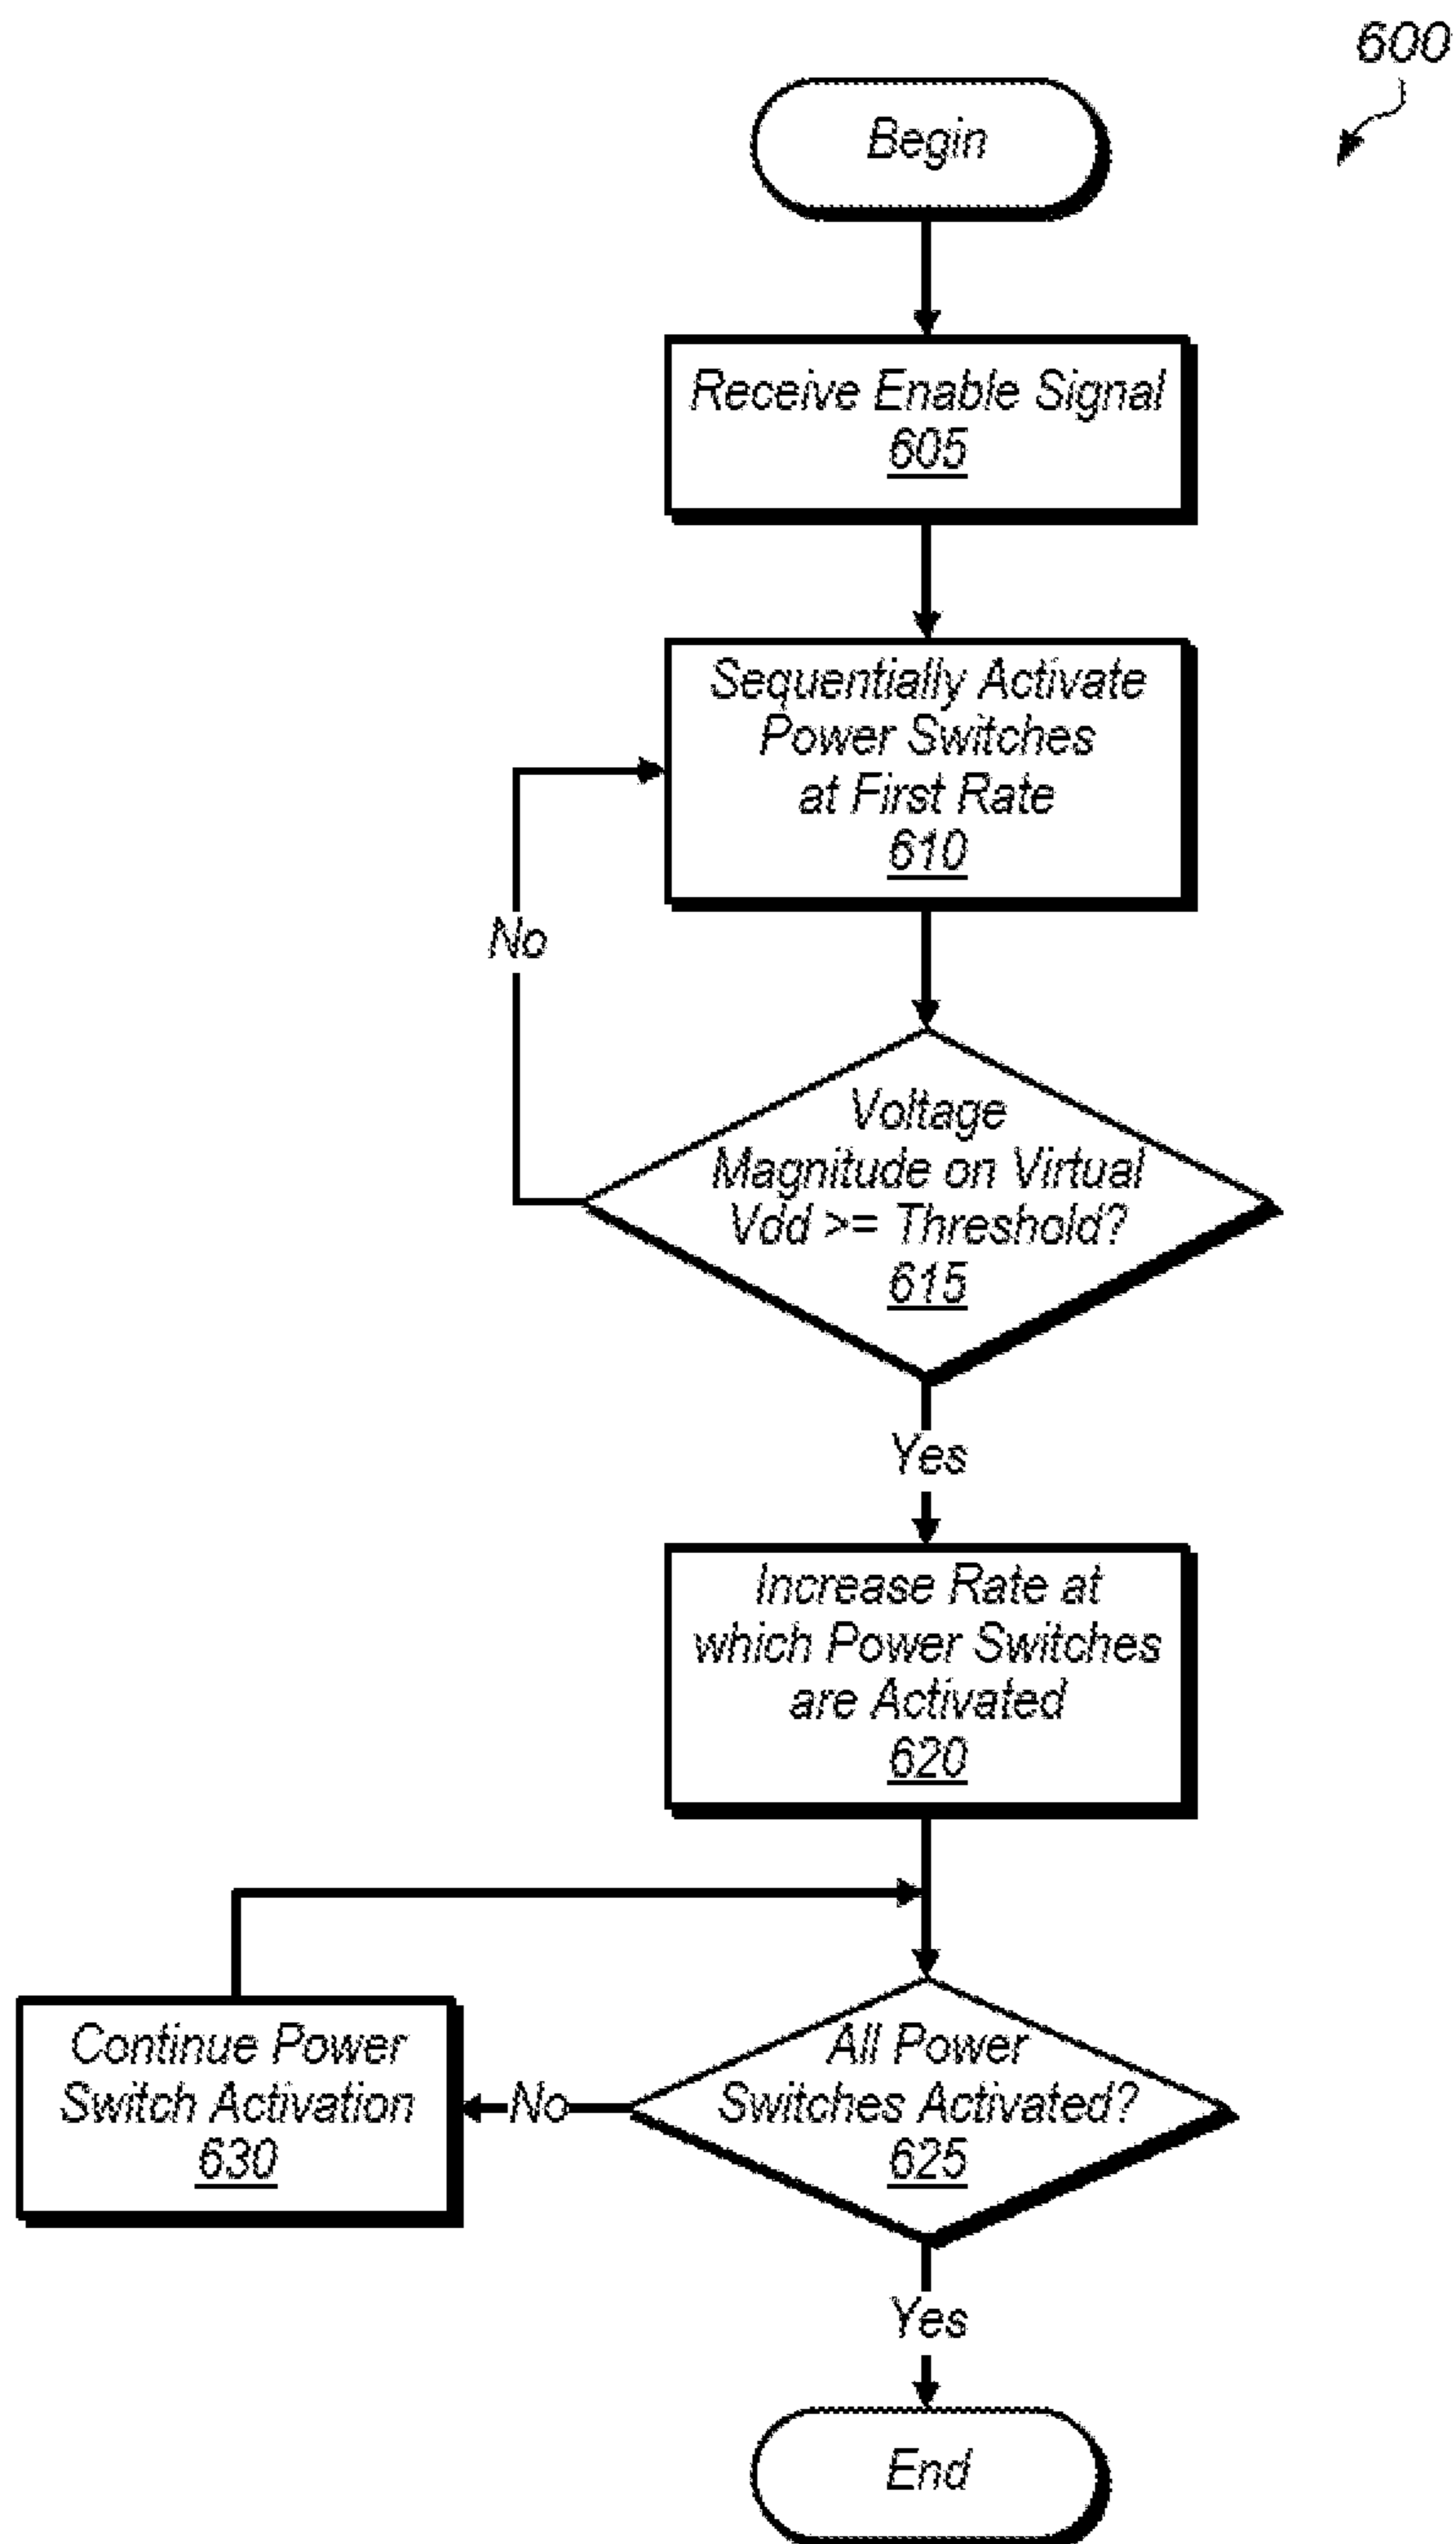 600
Begin
Receive Enable Signal
605
Sequentially Activate
Power Switches
at First Rate
610
No
Voltage
Magnitude on Virtual
Vdd >= Threshold?
615
Yes
Increase Rate at
which Power Switches
are Activated
620
Continue Power
Switch Activation
630
No
All Power
Switches Activated?
625
Yes
End